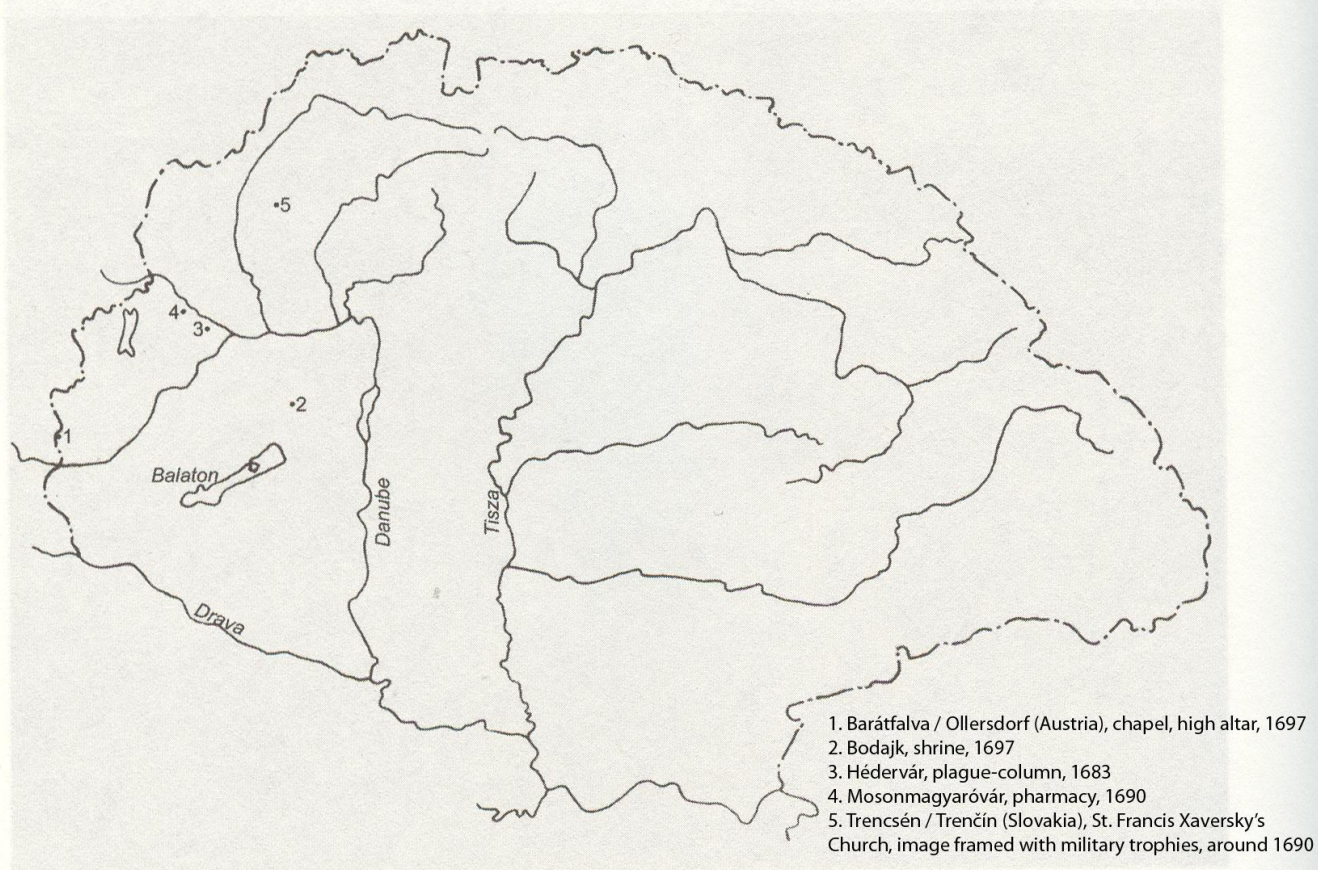 5
4
3
2
1
Balaton
Danube
Tisza
Drava
1. Barátfalva / Ollersdorf (Austria), chapel, high altar, 1697
2. Bodajk, shrine, 1697
3. Hédervár, plague-column, 1683
4. Mosonmagyaróvár, pharmacy, 1690
5. Trencsén / Trenčín (Slovakia), St. Francis Xaversky's
Church, image framed with military trophies, around 1690